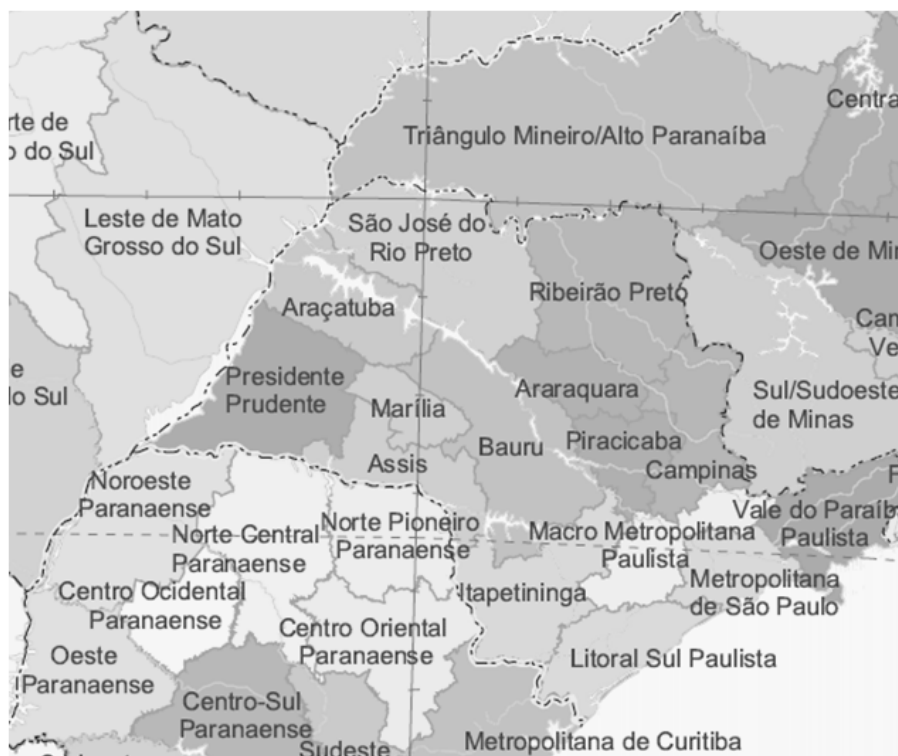 Centra
Triângulo Mineiro/Alto Paranaíba
rte de
o do Sul
Leste de Mato
Grosso do Sul
São José do
Rio Preto
Oeste de Min
Ribeirão Preto
Araçatuba
Cam
Ve
Presidente
Prudente
e
lo Sul
Marília
Araraquara
Sul/Sudoeste
de Minas
Bauru
Piracicaba
Assis
Campinas
Noroeste
Paranaense
Norte Central
Paranaense
Norte Pioneiro
Paranaense
Macro Metropolitana
Paulista
Vale do Paraíb
Paulista
Centro Ocidental
Paranaense
Itapetininga
Metropolitana
de São Paulo
Centro Oriental
Paranaense
Oeste
Paranaense
Litoral Sul Paulista
Centro-Sul
Paranaense
Sudeste
Metropolitana de Curitiba